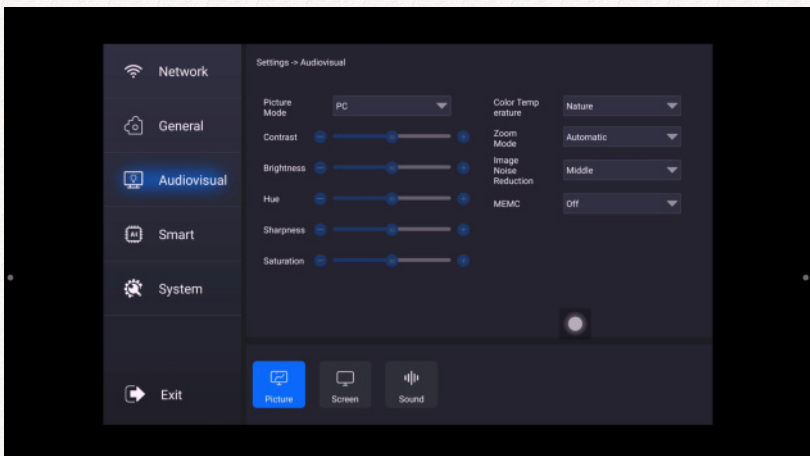 Network
General
Audiovisual
Smart
System
Exit
Settings -> Audiovisual
Picture
Mode
PC
Contrast
Brightness
Hue
Sharpness
Saturation
Color Temp
erature
Nature
Zoom
Mode
Automatic
Image
Noise
Reduction
Middle
MEMC
Off
Picture
Screen
Sound